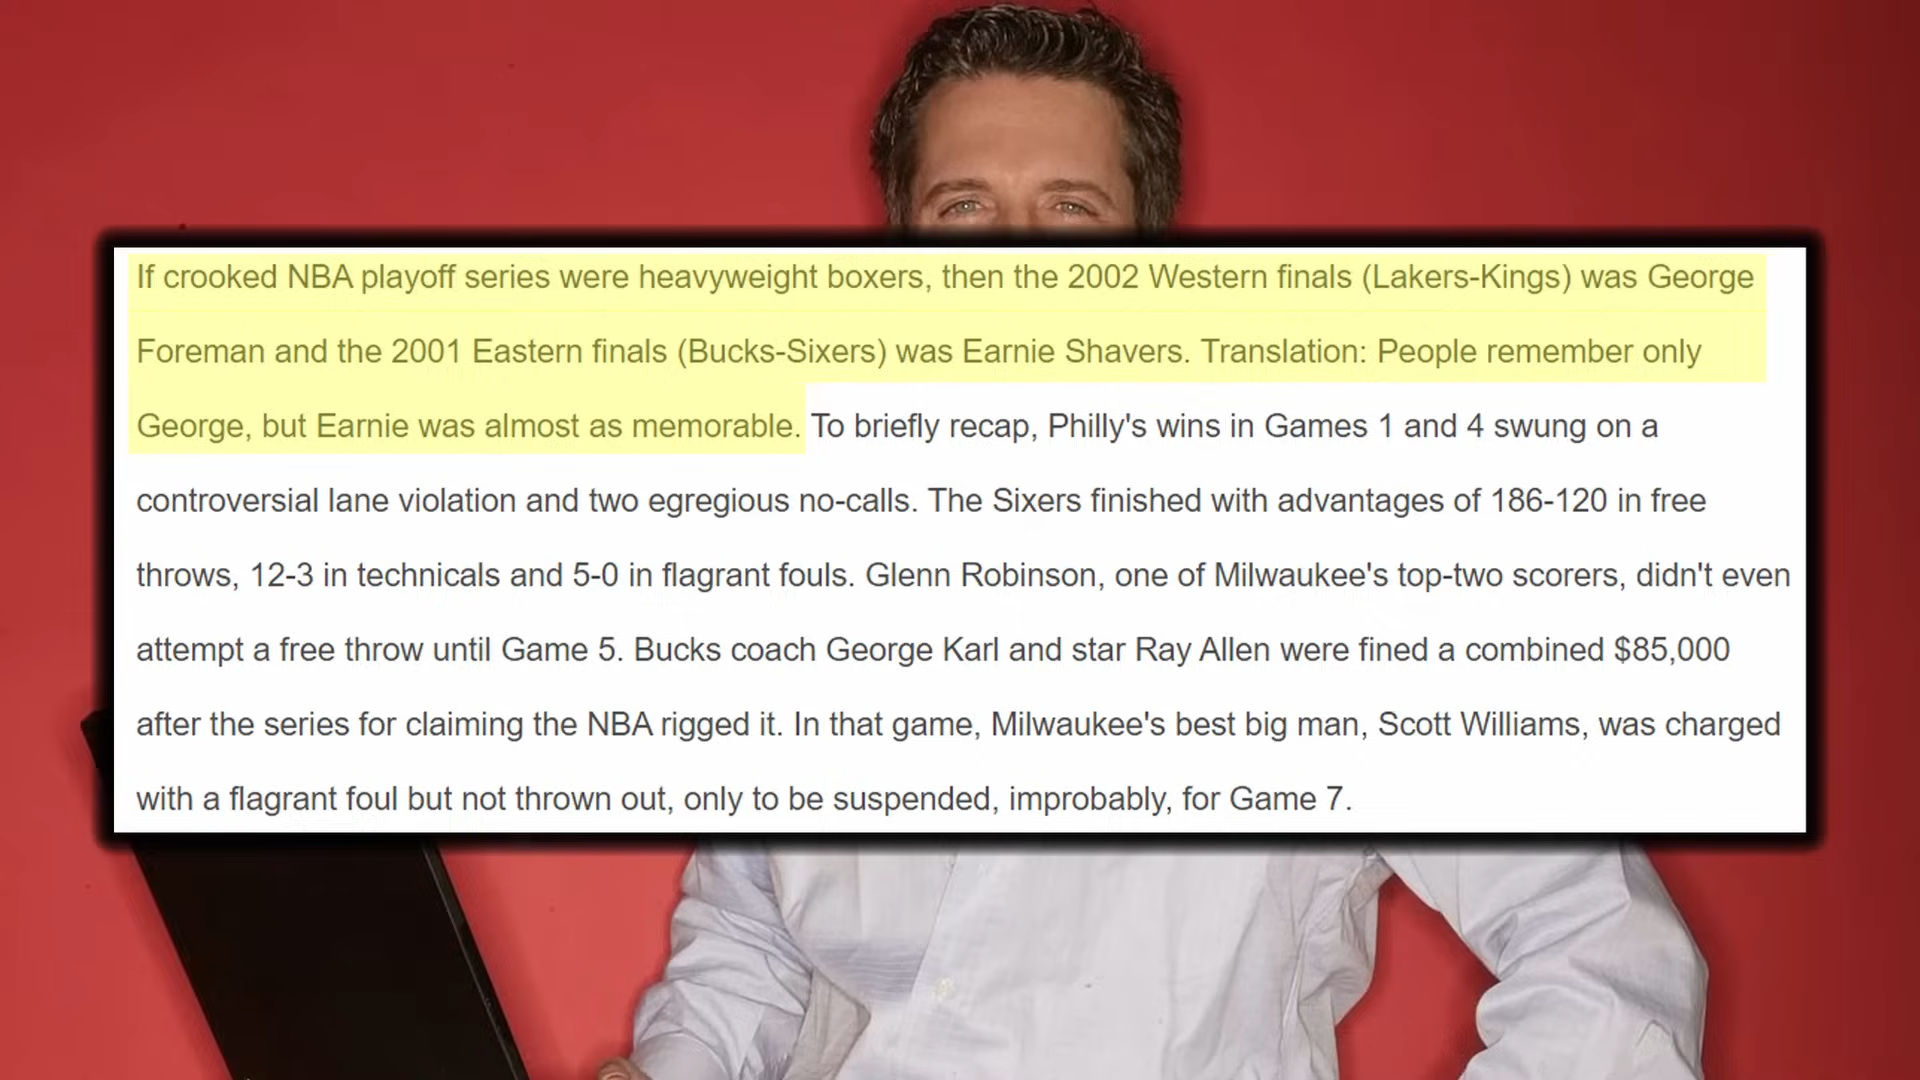 If crooked NBA playoff series were heavyweight boxers, then the 2002 Western finals (Lakers-Kings) was George
Foreman and the 2001 Eastern finals (Bucks-Sixers) was Earnie Shavers. Translation: People remember only
George, but Earnie was almost as memorable. To briefly recap, Philly's wins in Games 1 and 4 swung on a
controversial lane violation and two egregious no-calls. The Sixers finished with advantages of 186-120 in free
throws, 12-3 in technicals and 5-0 in flagrant fouls. Glenn Robinson, one of Milwaukee's top-two scorers, didn't even
attempt a free throw until Game 5. Bucks coach George Karl and star Ray Allen were fined a combined $85,000
after the series for claiming the NBA rigged it. In that game, Milwaukee's best big man, Scott Williams, was charged
with a flagrant foul but not thrown out, only to be suspended, improbably, for Game 7.